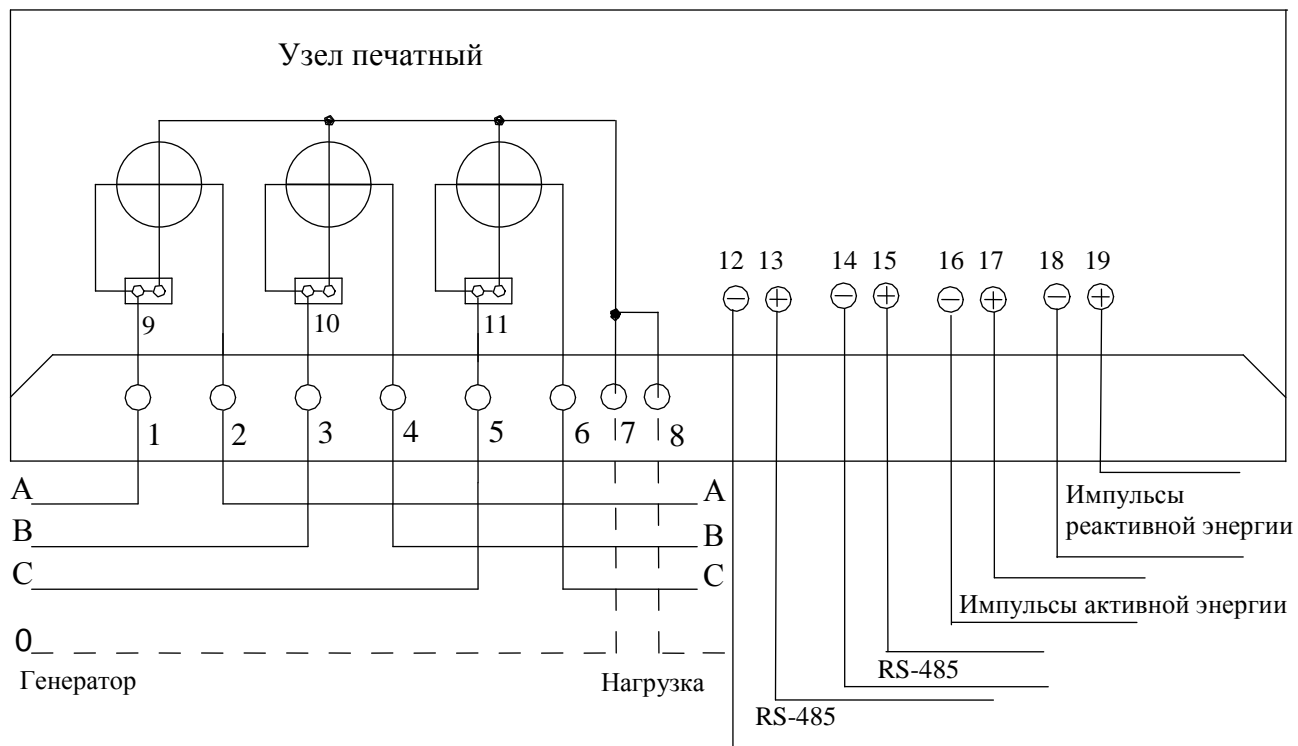 Узел печатный
9
10
11
12 13 14 15 16 17 18 19
1 2 3 4 5 6 7 8
A A
B B
C C
0
Генератор
Нагрузка
Импульсы
реактивной энергии
Импульсы активной энергии
RS-485
RS-485